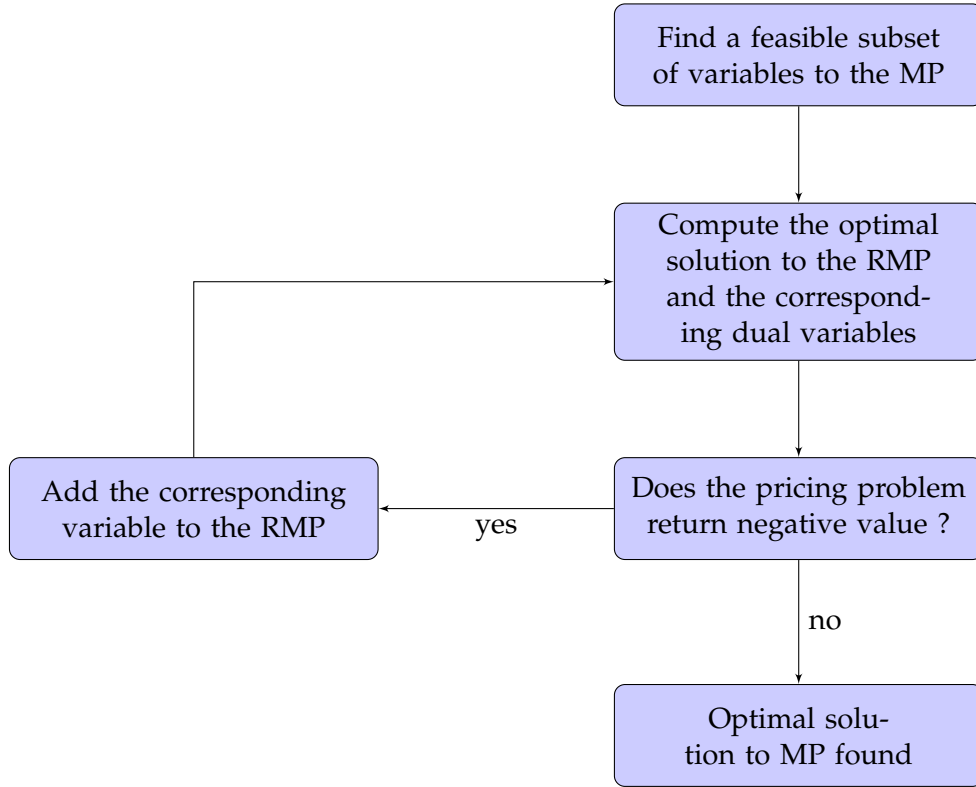 Find a feasible subset
of variables to the MP
Compute the optimal
solution to the RMP
and the correspond-
ing dual variables
Add the corresponding
variable to the RMP
yes
Does the pricing problem
return negative value ?
no
Optimal solu-
tion to MP found